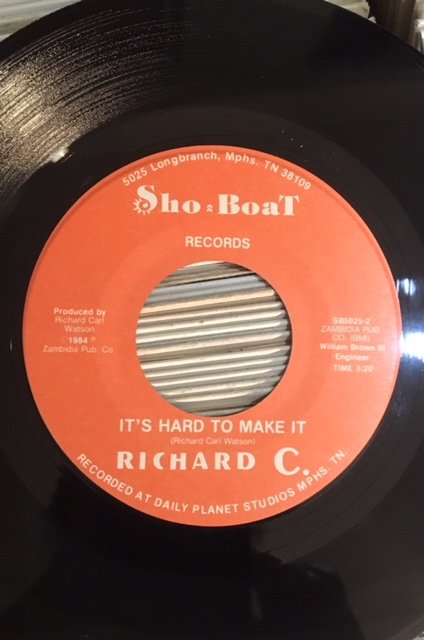 5025 Longbranch, Mphs. TN 38109
Sho-BoaT
RECORDS
Produced by
Richard Carl
Watson
1984 ℗
Zambidia Pub. Co.
SB5025-2
ZAMBIDIA PUB.
CO. (BMI)
William Brown III
Engineer
TIME 3:20
IT'S HARD TO MAKE IT
(Richard Carl Watson)
RICHARD C.
RECORDED AT DAILY PLANET STUDIOS MPHS. TN.